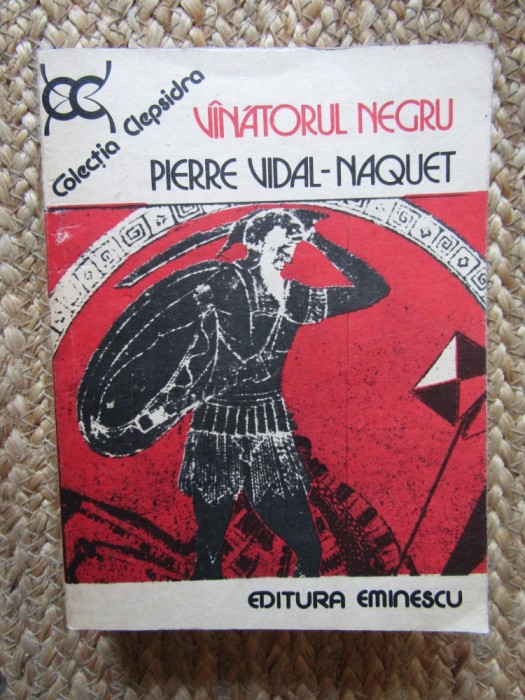 Colecția Clepsidra
VÎNĂTORUL NEGRU
PIERRE VIDAL-NAQUET
EDITURA EMINESCU